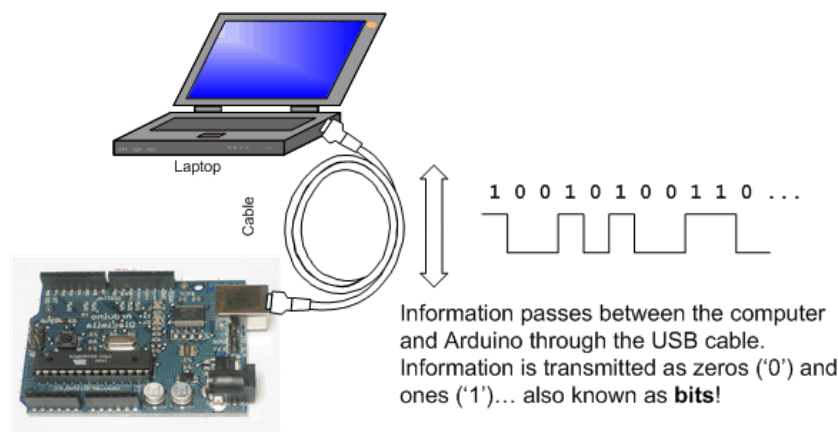 Laptop
Cable
1 0 0 1 0 1 0 0 1 1 0 ...
Information passes between the computer
and Arduino through the USB cable.
Information is transmitted as zeros (‘0’) and
ones (‘1’)... also known as bits!